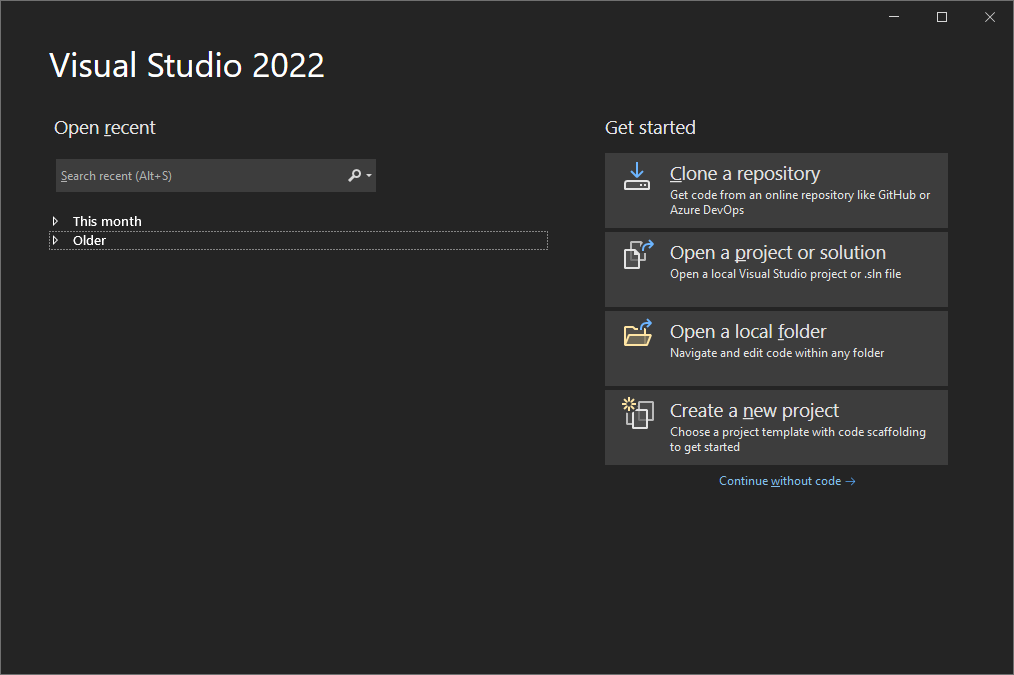 Visual Studio 2022
Open recent
Search recent (Alt+S)
This month
Older
Get started
Clone a repository
Get code from an online repository like GitHub or
Azure DevOps
Open a project or solution
Open a local Visual Studio project or .sln file
Open a local folder
Navigate and edit code within any folder
Create a new project
Choose a project template with code scaffolding
to get started
Continue without code →